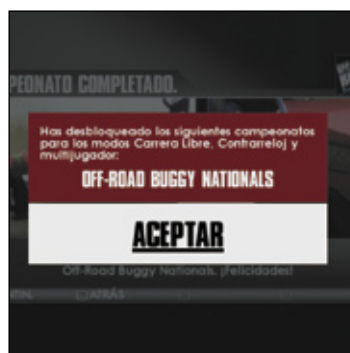 PEONATO COMPLETADO.
Has desbloqueado los siguientes campeonatos
para los modos Carrera Libre, Contrarreloj y
multijugador:
OFF-ROAD BUGGY NATIONALS
ACEPTAR
Off-Road Buggy Nationals. ¡Felicidades!
ATRÁS